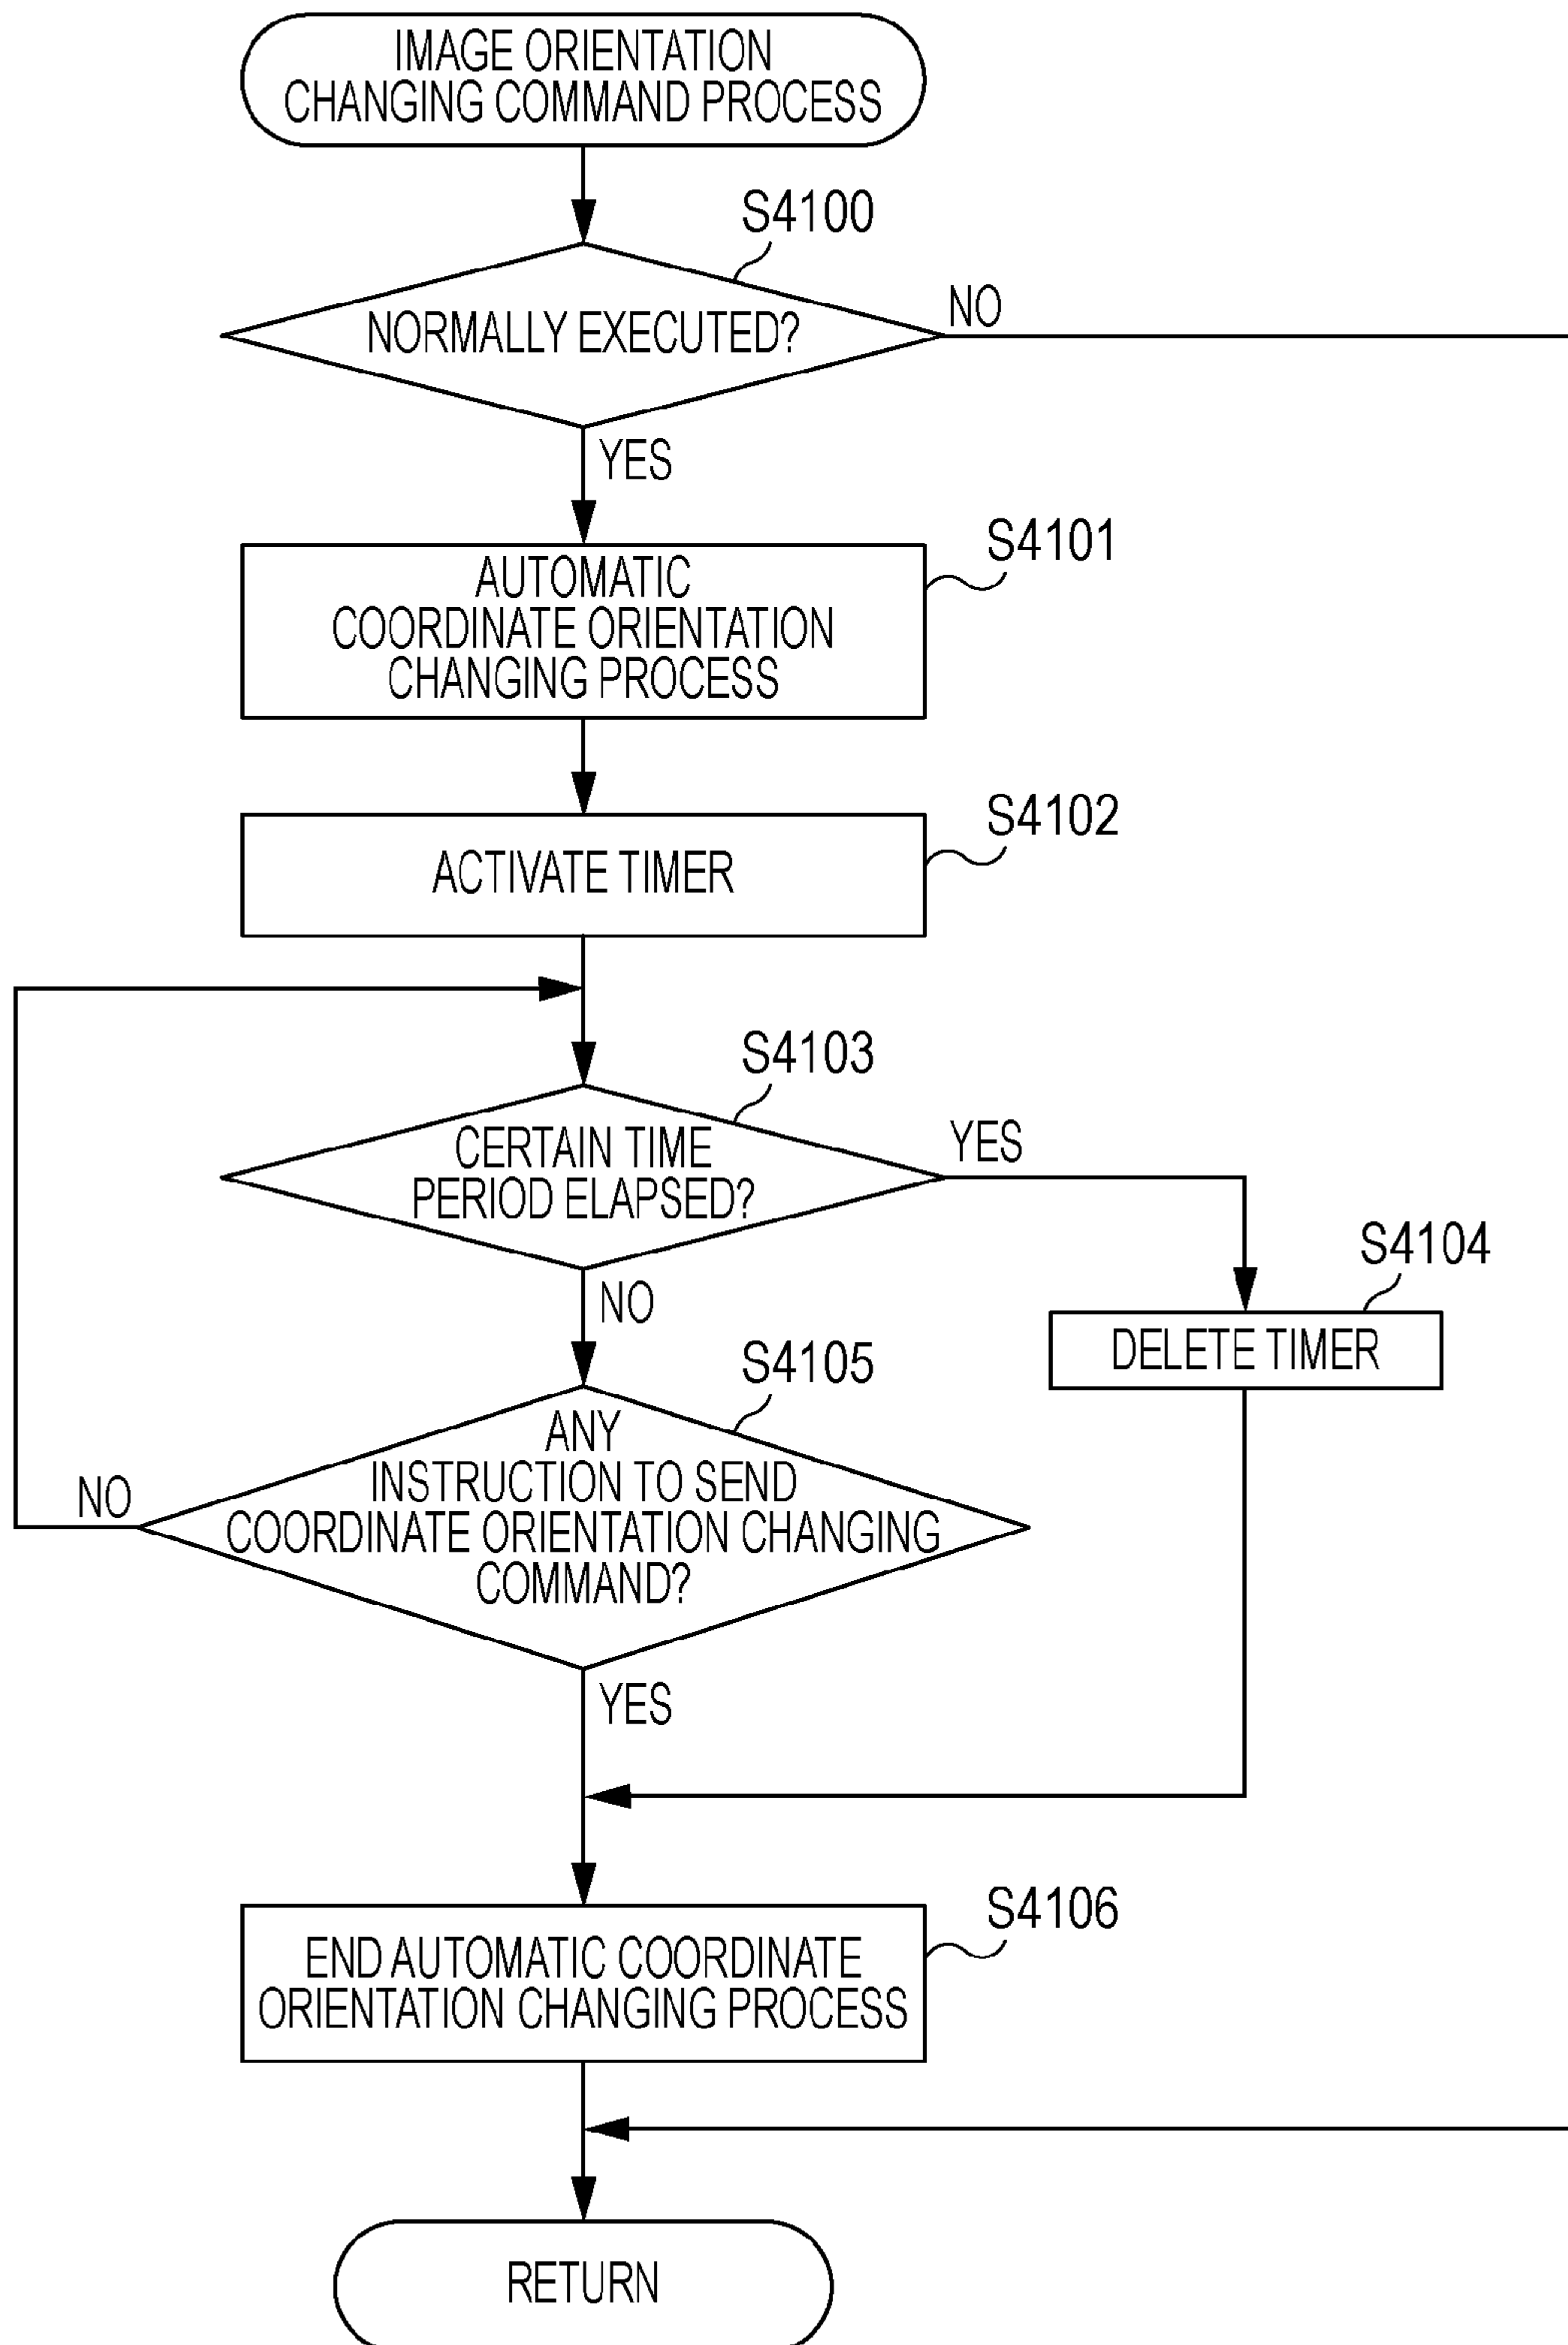 IMAGE ORIENTATION
CHANGING COMMAND PROCESS
S4100
NORMALLY EXECUTED?
NO
YES
S4101
AUTOMATIC
COORDINATE ORIENTATION
CHANGING PROCESS
S4102
ACTIVATE TIMER
S4103
CERTAIN TIME
PERIOD ELAPSED?
YES
NO
S4104
DELETE TIMER
S4105
ANY
INSTRUCTION TO SEND
COORDINATE ORIENTATION CHANGING
COMMAND?
NO
YES
S4106
END AUTOMATIC COORDINATE
ORIENTATION CHANGING PROCESS
RETURN